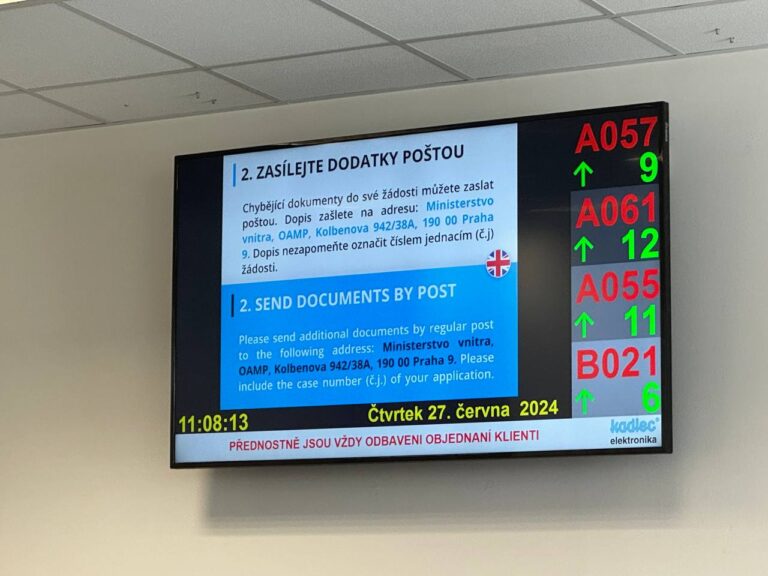 2. ZASÍLEJTE DODATKY POŠTOU
Chybějící dokumenty do své žádosti můžete zaslat
poštou. Dopis zašlete na adresu: Ministerstvo
vnitra, OAMP, Kolbenova 942/38A, 190 00 Praha
9. Dopis nezapomeňte označit číslem jednacím (č.j)
žádosti.
2. SEND DOCUMENTS BY POST
Please send additional documents by regular post
to the following address: Ministerstvo vnitra,
OAMP, Kolbenova 942/38A, 190 00 Praha 9. Please
include the case number (č.j.) of your application.
A057
↑ 9
A061
↑ 12
A055
↑ 11
B021
↑ 6
11:08:13
Čtvrtek 27. června 2024
PŘEDNOSTNĚ JSOU VŽDY ODBAVENI OBJEDNANÍ KLIENTI
kadlec
elektronika